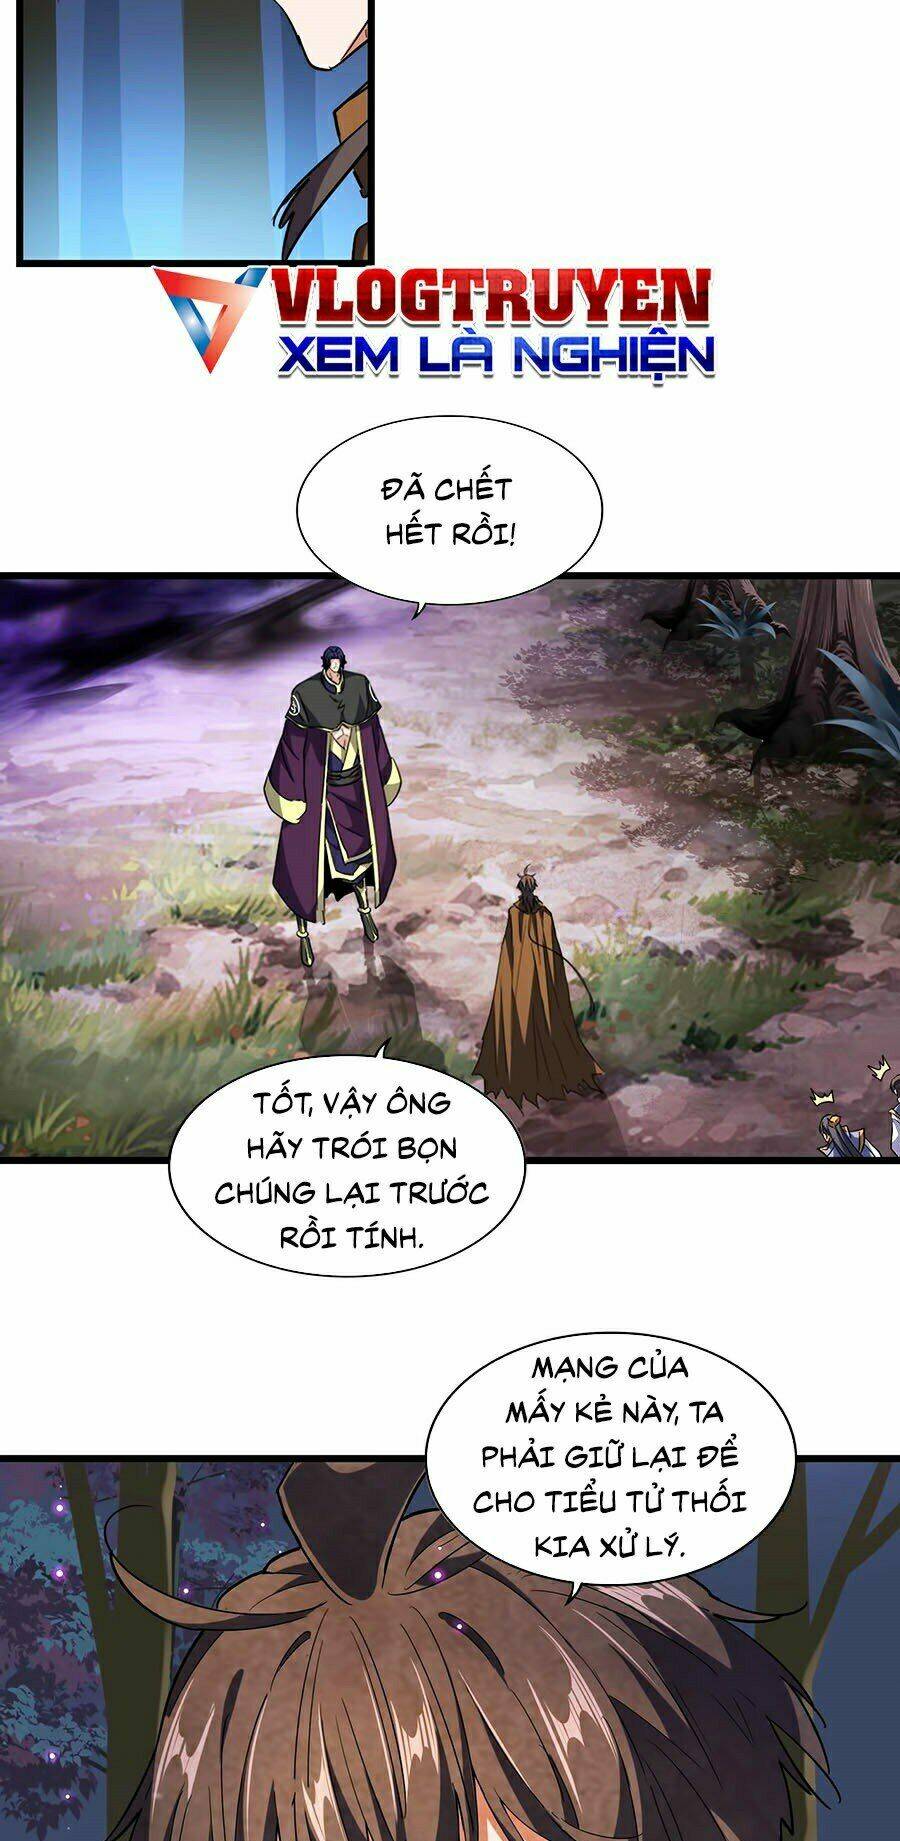 VLOGTRUYEN
XEM LÀ NGHIỆN
ĐÃ CHẾT
HẾT RỒI!
TỐT, VẬY ÔNG
HÃY TRÓI BỌN
CHÚNG LẠI TRƯỚC
RỒI TÍNH.
MẠNG CỦA
MẤY KẺ NÀY, TA
PHẢI GIỮ LẠI ĐỂ
CHO TIỂU TỬ THỐI
KIA XỬ LÝ.